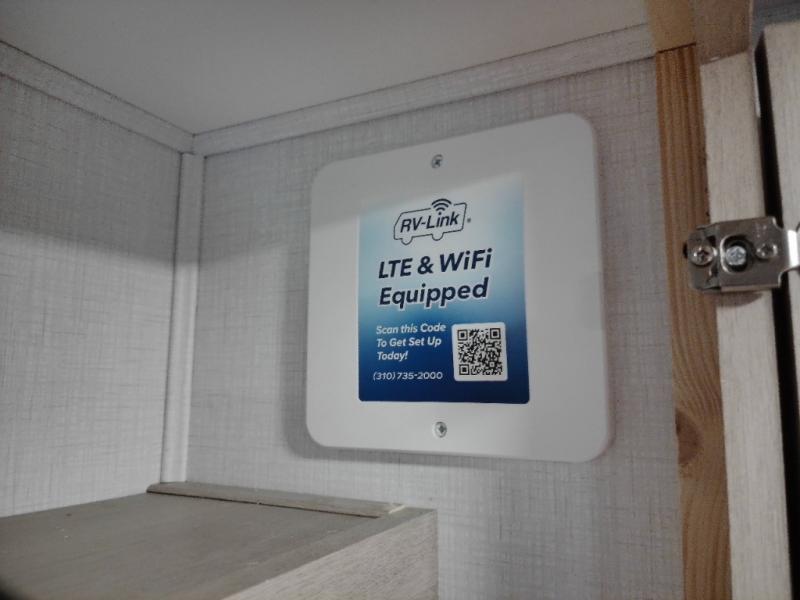 RV-Link®
LTE & WiFi
Equipped
Scan this Code
To Get Set Up
Today!
(310) 735-2000